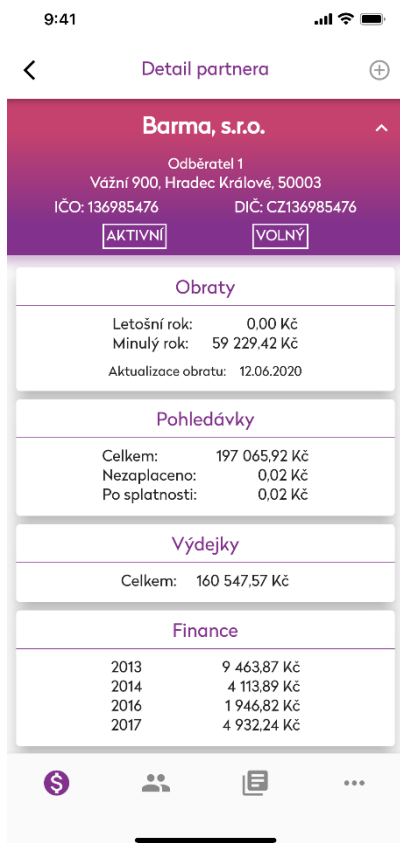 9:41
Detail partnera
Barma, s.r.o.
Odběratel 1
Vážní 900, Hradec Králové, 50003
IČO: 136985476 DIČ: CZ136985476
AKTIVNÍ VOLNÝ
Obraty
Letošní rok: 0,00 Kč
Minulý rok: 59 229,42 Kč
Aktualizace obratu: 12.06.2020
Pohledávky
Celkem: 197 065,92 Kč
Nezaplaceno: 0,02 Kč
Po splatnosti: 0,02 Kč
Výdejky
Celkem: 160 547,57 Kč
Finance
2013 9 463,87 Kč
2014 4 113,89 Kč
2016 1 946,82 Kč
2017 4 932,24 Kč